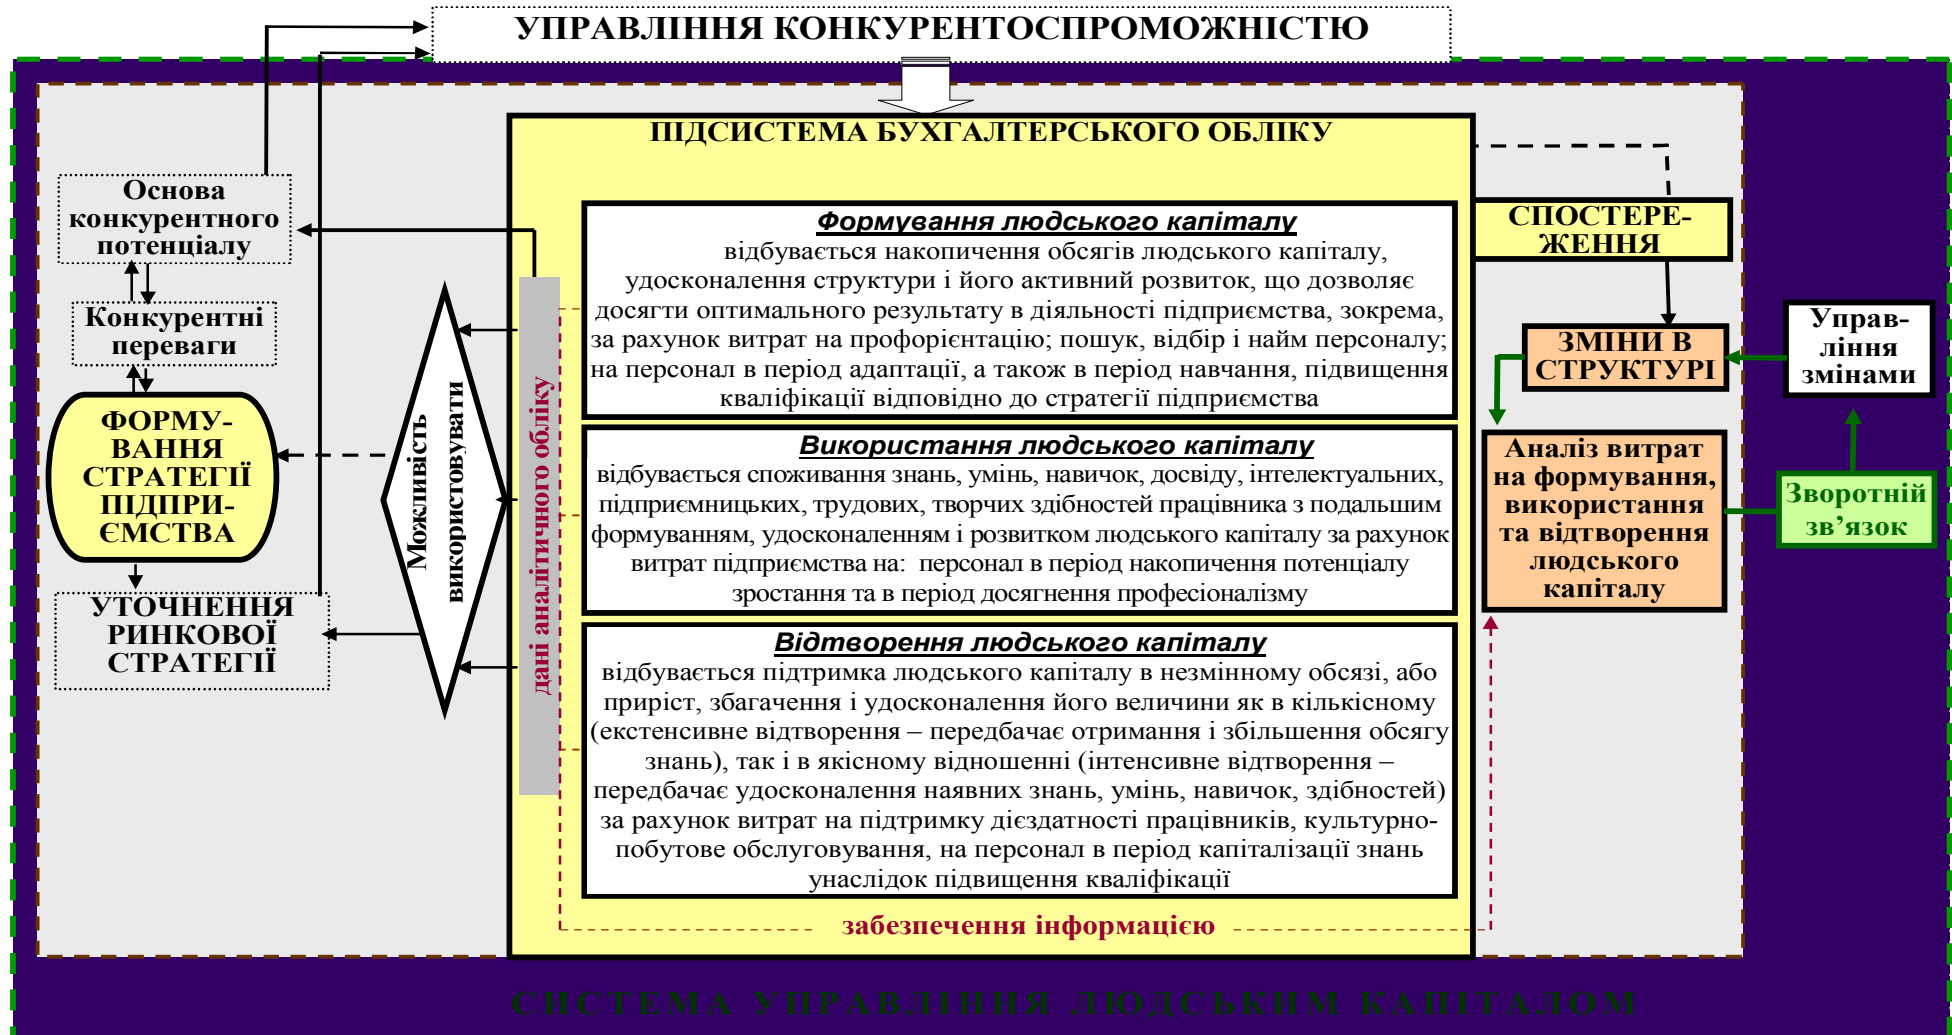 УПРАВЛІННЯ КОНКУРЕНТОСПРОМОЖНІСТЮ
ПІДСИСТЕМА БУХГАЛТЕРСЬКОГО ОБЛІКУ
Основа
конкурентного
потенціалу
Конкурентні
переваги
ФОРМУ-
ВАННЯ
СТРАТЕГІЇ
ПІДПРИ-
ЄМСТВА
УТОЧНЕННЯ
РИНКОВОЇ
СТРАТЕГІЇ
Можливість
використовувати
дані аналітичного обліку
Формування людського капіталу
відбувається накопичення обсягів людського капіталу,
удосконалення структури і його активний розвиток, що дозволяє
досягти оптимального результату в діяльності підприємства, зокрема,
за рахунок витрат на профорієнтацію; пошук, відбір і найм персоналу;
на персонал в період адаптації, а також в період навчання, підвищення
кваліфікації відповідно до стратегії підприємства
Використання людського капіталу
відбувається споживання знань, умінь, навичок, досвіду, інтелектуальних,
підприємницьких, трудових, творчих здібностей працівника з подальшим
формуванням, удосконаленням і розвитком людського капіталу за рахунок
витрат підприємства на: персонал в період накопичення потенціалу
зростання та в період досягнення професіоналізму
Відтворення людського капіталу
відбувається підтримка людського капіталу в незмінному обсязі, або
приріст, збагачення і удосконалення його величини як в кількісному
(екстенсивне відтворення – передбачає отримання і збільшення обсягу
знань), так і в якісному відношенні (інтенсивне відтворення –
передбачає удосконалення наявних знань, умінь, навичок, здібностей)
за рахунок витрат на підтримку дієздатності працівників, культурно-
побутове обслуговування, на персонал в період капіталізації знань
унаслідок підвищення кваліфікації
забезпечення інформацією
СПОСТЕРЕ-
ЖЕННЯ
ЗМІНИ В
СТРУКТУРІ
Аналіз витрат
на формування,
використання
та відтворення
людського
капіталу
Управ-
ління
змінами
Зворотній
зв’язок
СИСТЕМА УПРАВЛІННЯ ЛЮДСЬКИМ КАПІТАЛОМ